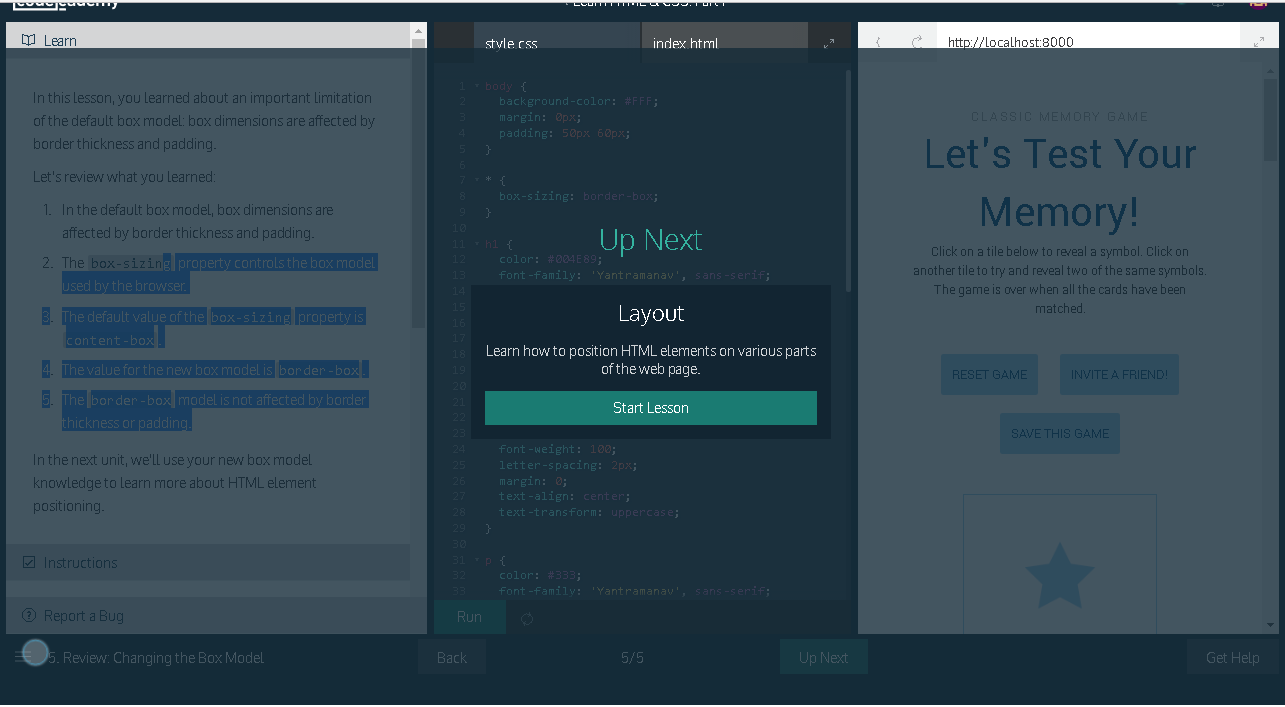 codecademy
Learn HTML & CSS: Part I
Learn
In this lesson, you learned about an important limitation
of the default box model: box dimensions are affected by
border thickness and padding.
Let's review what you learned:
1. In the default box model, box dimensions are
affected by border thickness and padding.
2. The box-sizing property controls the box model
used by the browser.
3. The default value of the box-sizing property is
content-box.
4. The value for the new box model is border-box.
5. The border-box model is not affected by border
thickness or padding.
In the next unit, we'll use your new box model
knowledge to learn more about HTML element
positioning.
Instructions
Report a Bug
style.css
index.html
1 body {
2 background-color: #FFF;
3 margin: 0px;
4 padding: 50px 60px;
5 }
6
7 * {
8 box-sizing: border-box;
9 }
10
11 h1 {
12 color: #004E89;
13 font-family: 'Yantramanav', sans-serif;
14
15
16
17
18
19
20
21
22
23
24 font-weight: 100;
25 letter-spacing: 2px;
26 margin: 0;
27 text-align: center;
28 text-transform: uppercase;
29 }
30
31 p {
32 color: #333;
33 font-family: 'Yantramanav', sans-serif;
Run
Up Next
Layout
Learn how to position HTML elements on various parts
of the web page.
Start Lesson
http://localhost:8000
CLASSIC MEMORY GAME
Let's Test Your
Memory!
Click on a tile below to reveal a symbol. Click on
another tile to try and reveal two of the same symbols.
The game is over when all the cards have been
matched.
RESET GAME
INVITE A FRIEND!
SAVE THIS GAME
5. Review: Changing the Box Model
Back
5/5
Up Next
Get Help